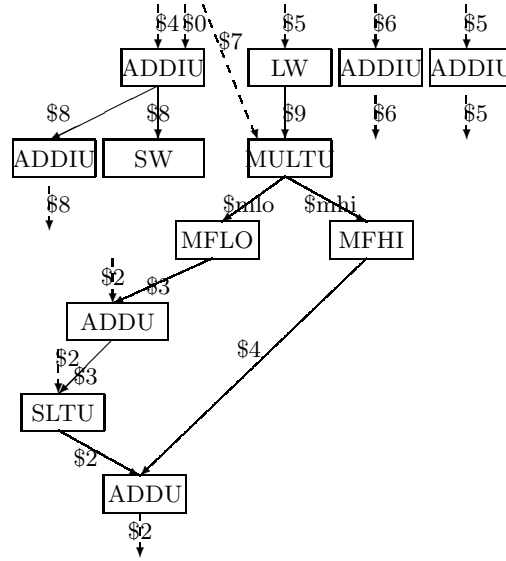 $4 $0 $5 $6 $5
$7
ADDIU LW ADDIU ADDIU
$8 $8 $9 $6 $5
ADDIU SW MULTU
$8 $mlo $mhi
MFLO MFHI
$2 $3
ADDU
$4
$2 $3
SLTU
$2
ADDU
$2